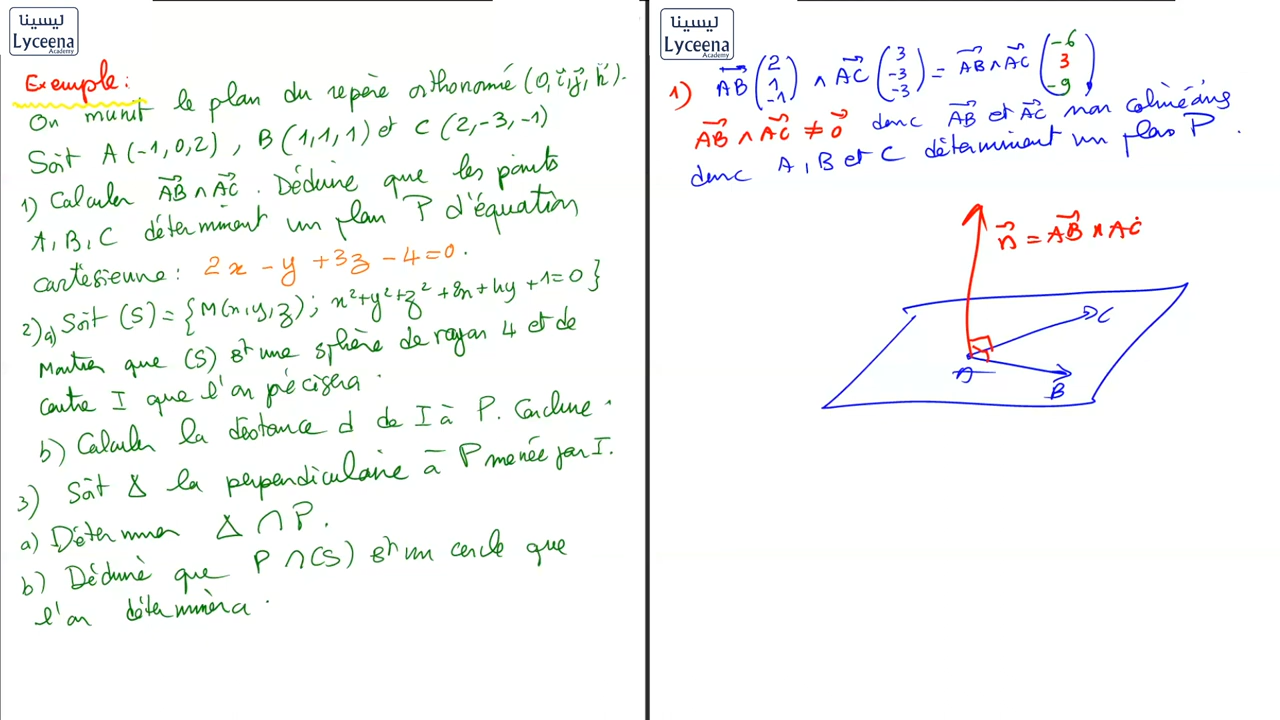 ليسينا
Lyceena
Academy
Exemple:
On munit le plan du repère orthonomé (O, i, j, k).
Soit A(-1,0,2), B(1,1,1) et C(2,-3,-1)
1) Calculer AB ∧ AC. Déduire que les points
A, B, C déterminent un plan P d'équation
cartésienne: 2x - y + 3z - 4 = 0.
2) a) Soit (S) = {M(x,y,z); x²+y²+z²+8x+4y+1=0}
Montrer que (S) est une sphère de rayon 4 et de
centre I que l'on précisera.
b) Calculer la distance d de I à P. Conclure.
3) Soit Δ la perpendiculaire à P menée par I.
a) Déterminer Δ ∩ P.
b) Déduire que P ∩ (S) est un cercle que
l'on déterminera.
ليسينا
Lyceena
Academy
1) AB (2 1 -1) ∧ AC (3 -3 -3) = AB ∧ AC (-6 3 -9)
AB ∧ AC ≠ 0 donc AB et AC non colinéaires
donc A, B et C déterminent un plan P.
n = AB ∧ AC
C
A
B